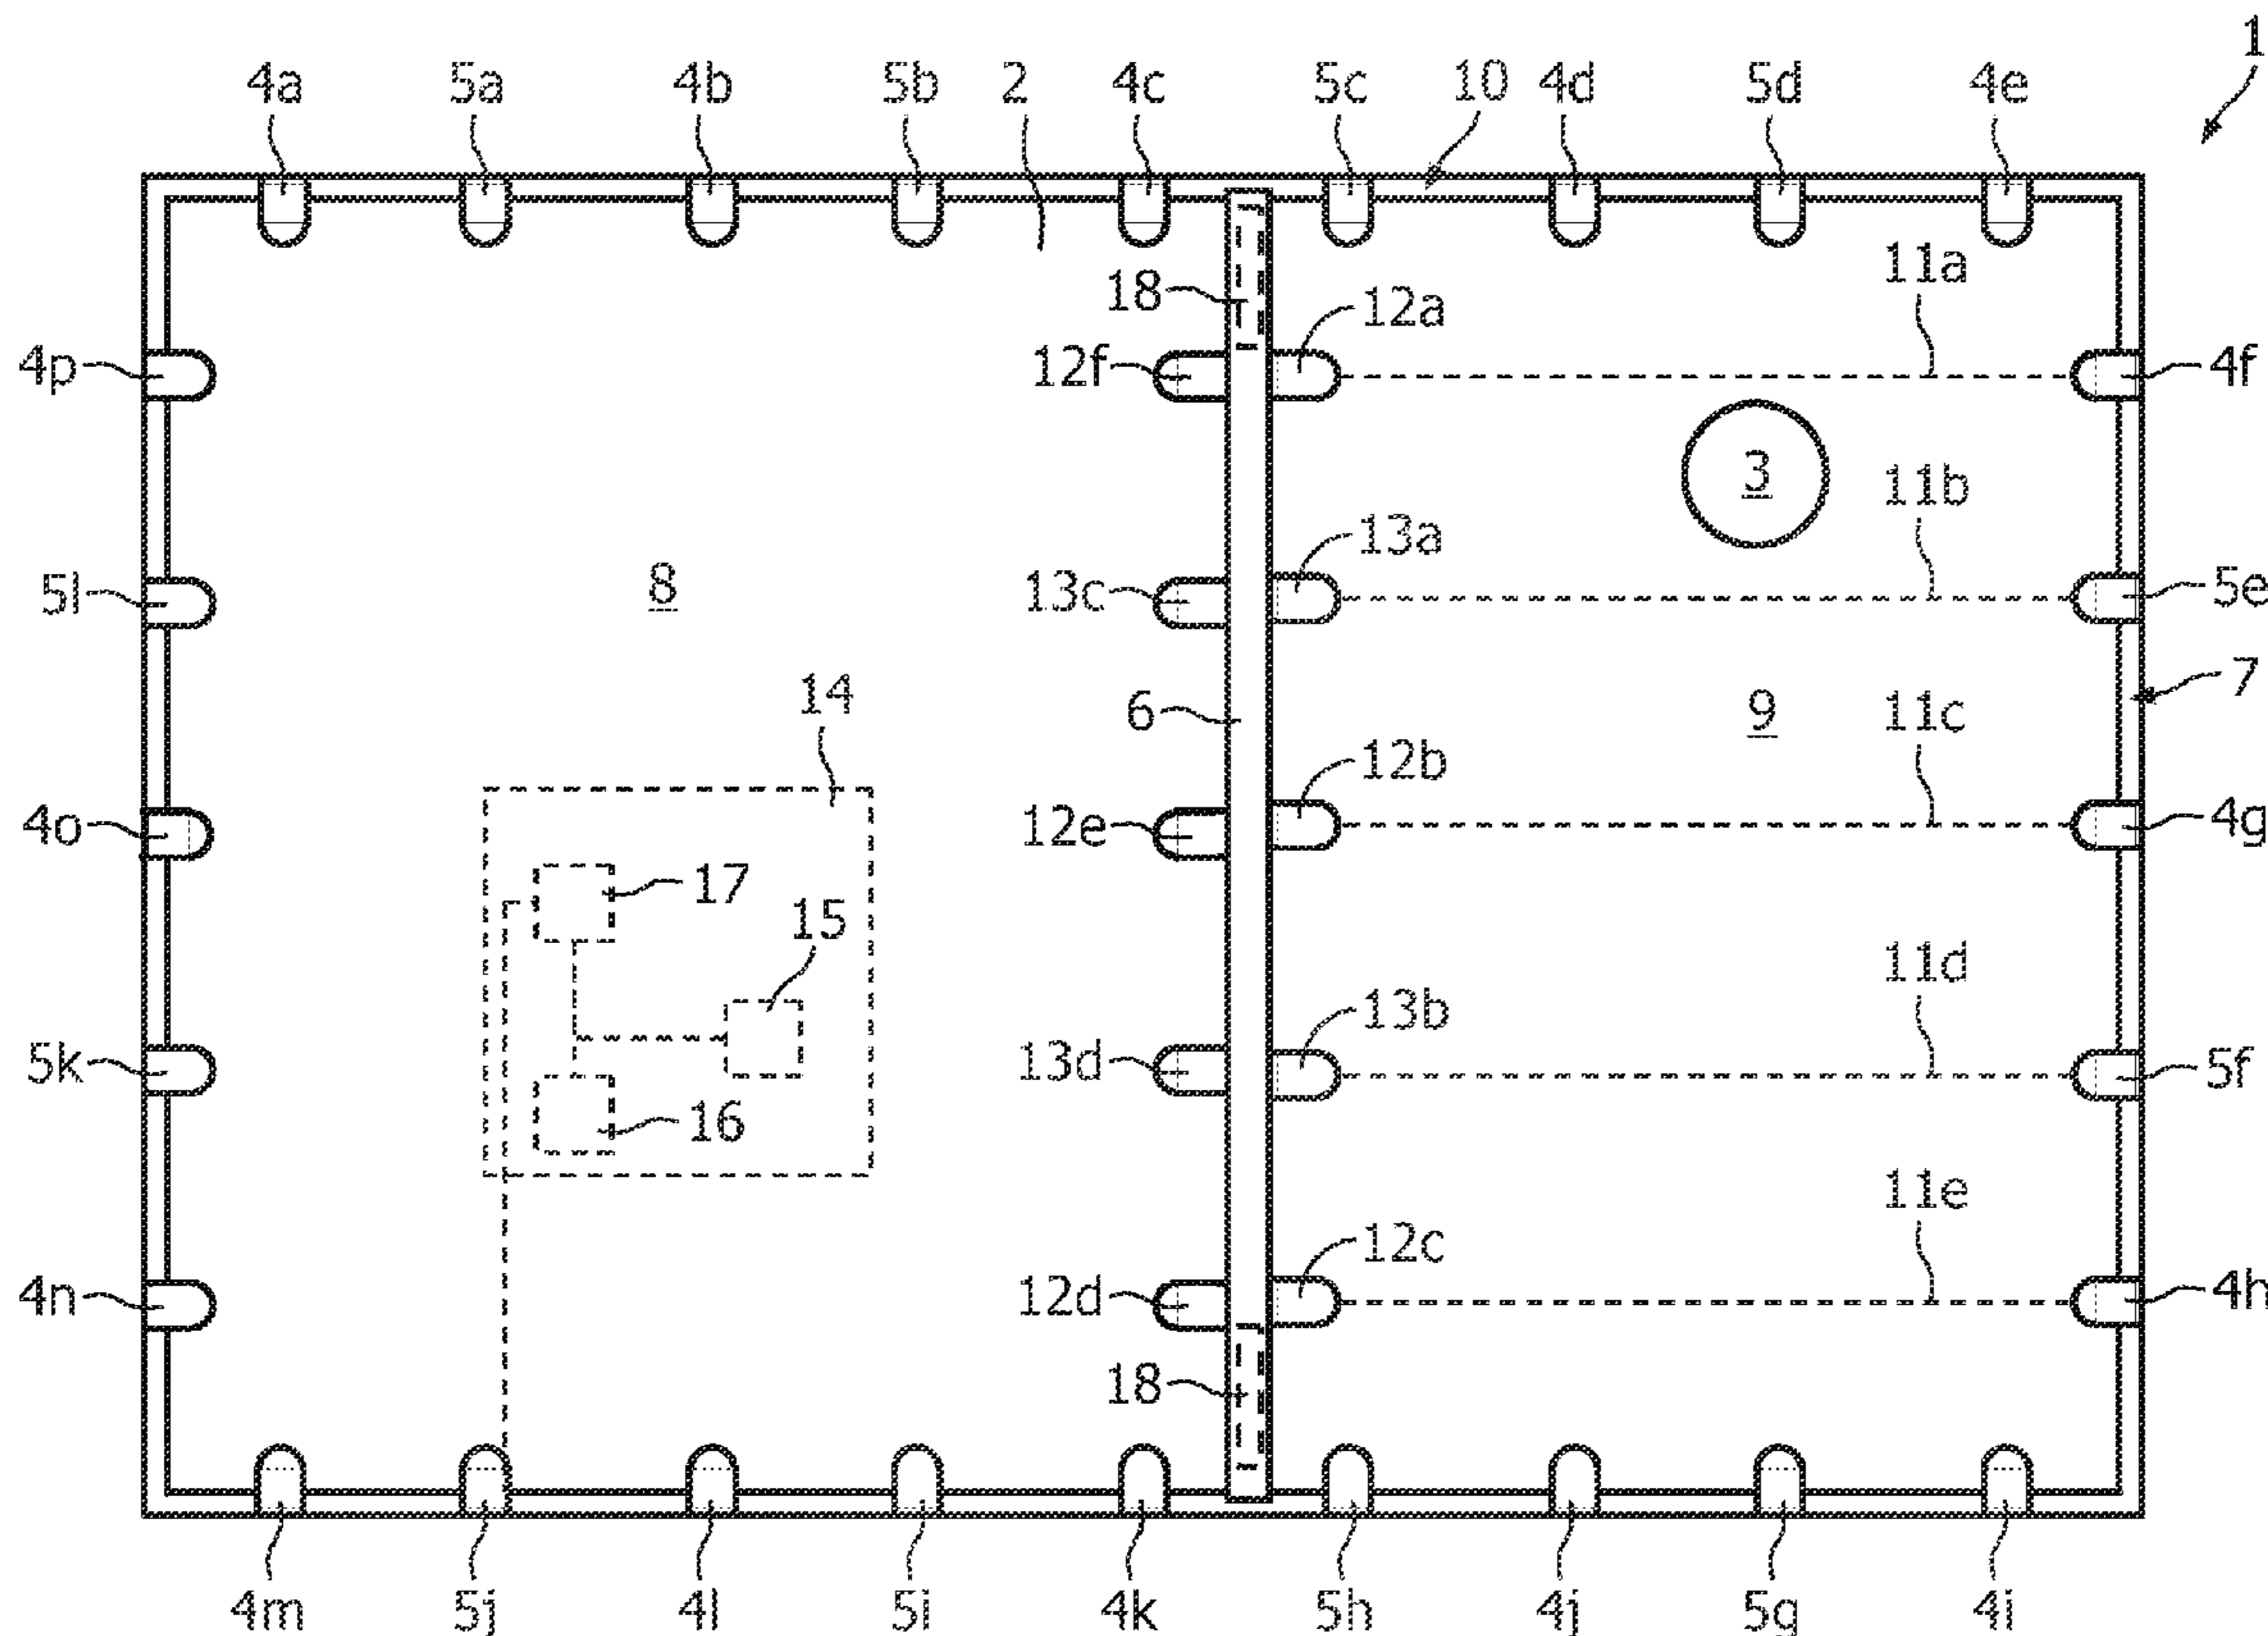 1
4a 5a 4b 5b 2 4c 5c 10 4d 5d 4e
11a
18 12a
4p 12f 4f
3
11b
13a
5l 8 13c 5e
7
14 6 9 11c
12b
4o 12e 4g
17
15
11d
13b
5k 13d 5f
16
11e
12c
4n 12d 4h
18
4m 5j 4l 5i 4k 5h 4j 5g 4i